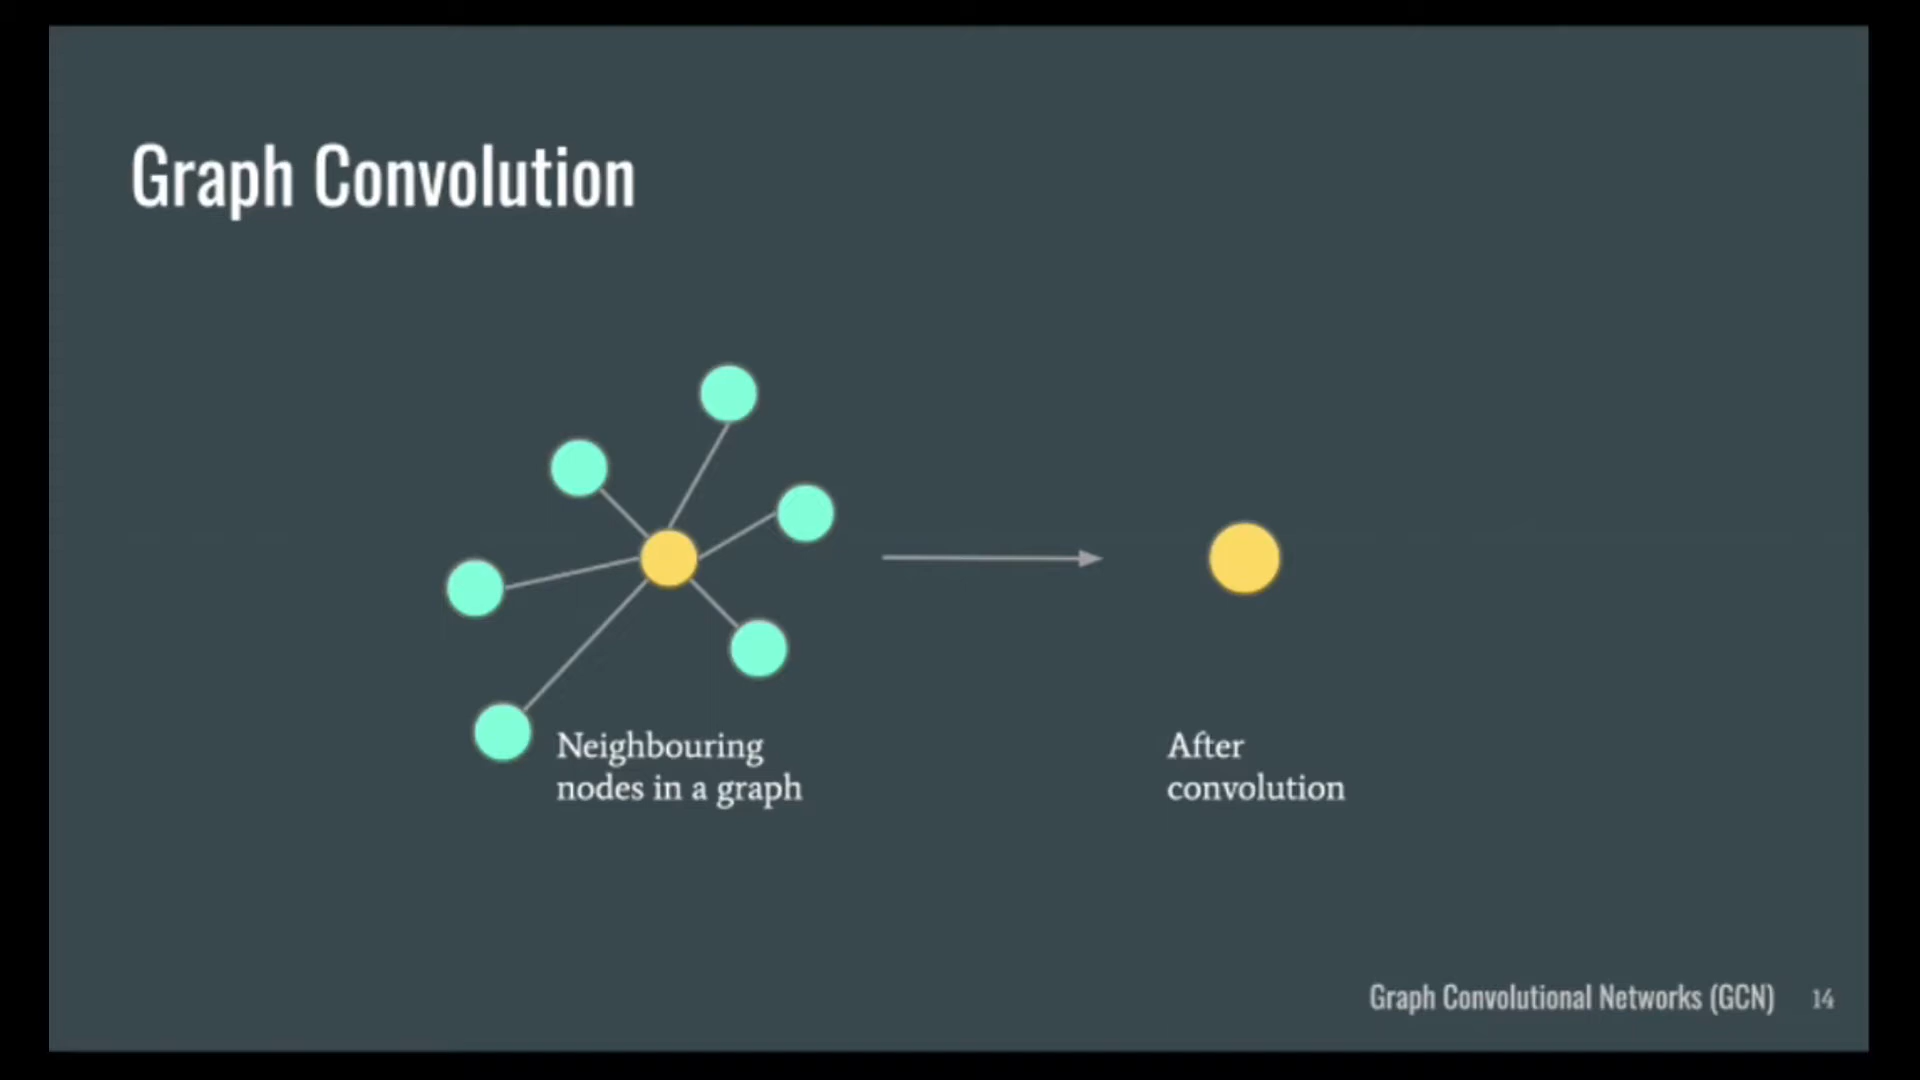 Graph Convolution
Neighbouring
nodes in a graph
After
convolution
Graph Convolutional Networks (GCN) 14